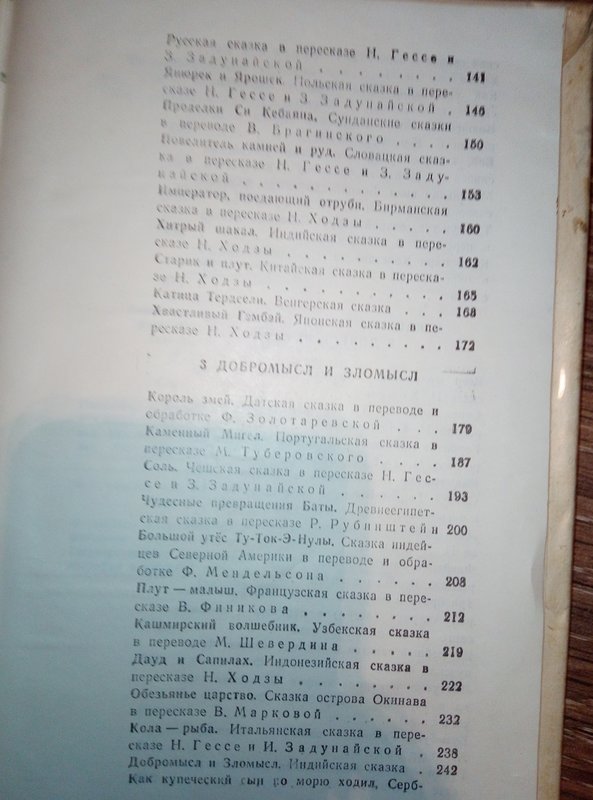 Русская сказка в пересказе Н. Гессе и
З. Задунайской . . . . . . . 141
Янюрек и Ярошек. Польская сказка в пере-
сказе Н. Гессе и З. Задунайской . 146
Проделки Си Кебаяна. Сунданские сказки
в переводе В. Брагинского . . . . 150
Повелитель камней и руд. Словацкая сказ-
ка в пересказе Н. Гессе и З. Заду-
найской . . . . . . . . . . . . 153
Император, поедающий отруби. Бирманская
сказка в пересказе Н. Ходзы . . . . . 160
Хитрый шакал. Индийская сказка в пере-
сказе Н. Ходзы . . . . . . . . . . 162
Старик и плут. Китайская сказка в переска-
зе Н. Ходзы . . . . . . . . . . . 165
Катица Тердсели. Венгерская сказка . . . 168
Хвастливый Гэмбэй. Японская сказка в пе-
ресказе Н. Ходзы . . . . . . . . . 172
3 ДОБРОМЫСЛ И ЗЛОМЫСЛ
Король змей. Датская сказка в переводе и
обработке Ф. Золотаревской . . . 179
Каменный Мигел. Португальская сказка в
пересказе М. Туберовского . . . . 187
Соль. Чешская сказка в пересказе Н. Гес-
се и З. Задунайской . . . . . . 193
Чудесные превращения Баты. Древнеегипет-
ская сказка в пересказе Р. Рубинштейн 200
Большой утёс Ту-Ток-Э-Нулы. Сказка индей-
цев Северной Америки в переводе и обра-
ботке Ф. Мендельсона . . . . . . 208
Плут — малыш. Французская сказка в пере-
сказе В. Финикова . . . . . . . . 212
Кашмирский волшебник. Узбекская сказка
в переводе М. Шевердина . . . . . 219
Дауд и Сапилах. Индонезийская сказка в
пересказе Н. Ходзы . . . . . . . . 222
Обезьянье царство. Сказка острова Окинава
в пересказе В. Марковой . . . . . . 232
Кола — рыба. Итальянская сказка в пере-
сказе Н. Гессе и И. Задунайской . 238
Добромысл и Зломысл. Индийская сказка . 242
Как купеческий сын по морю ходил, Серб-